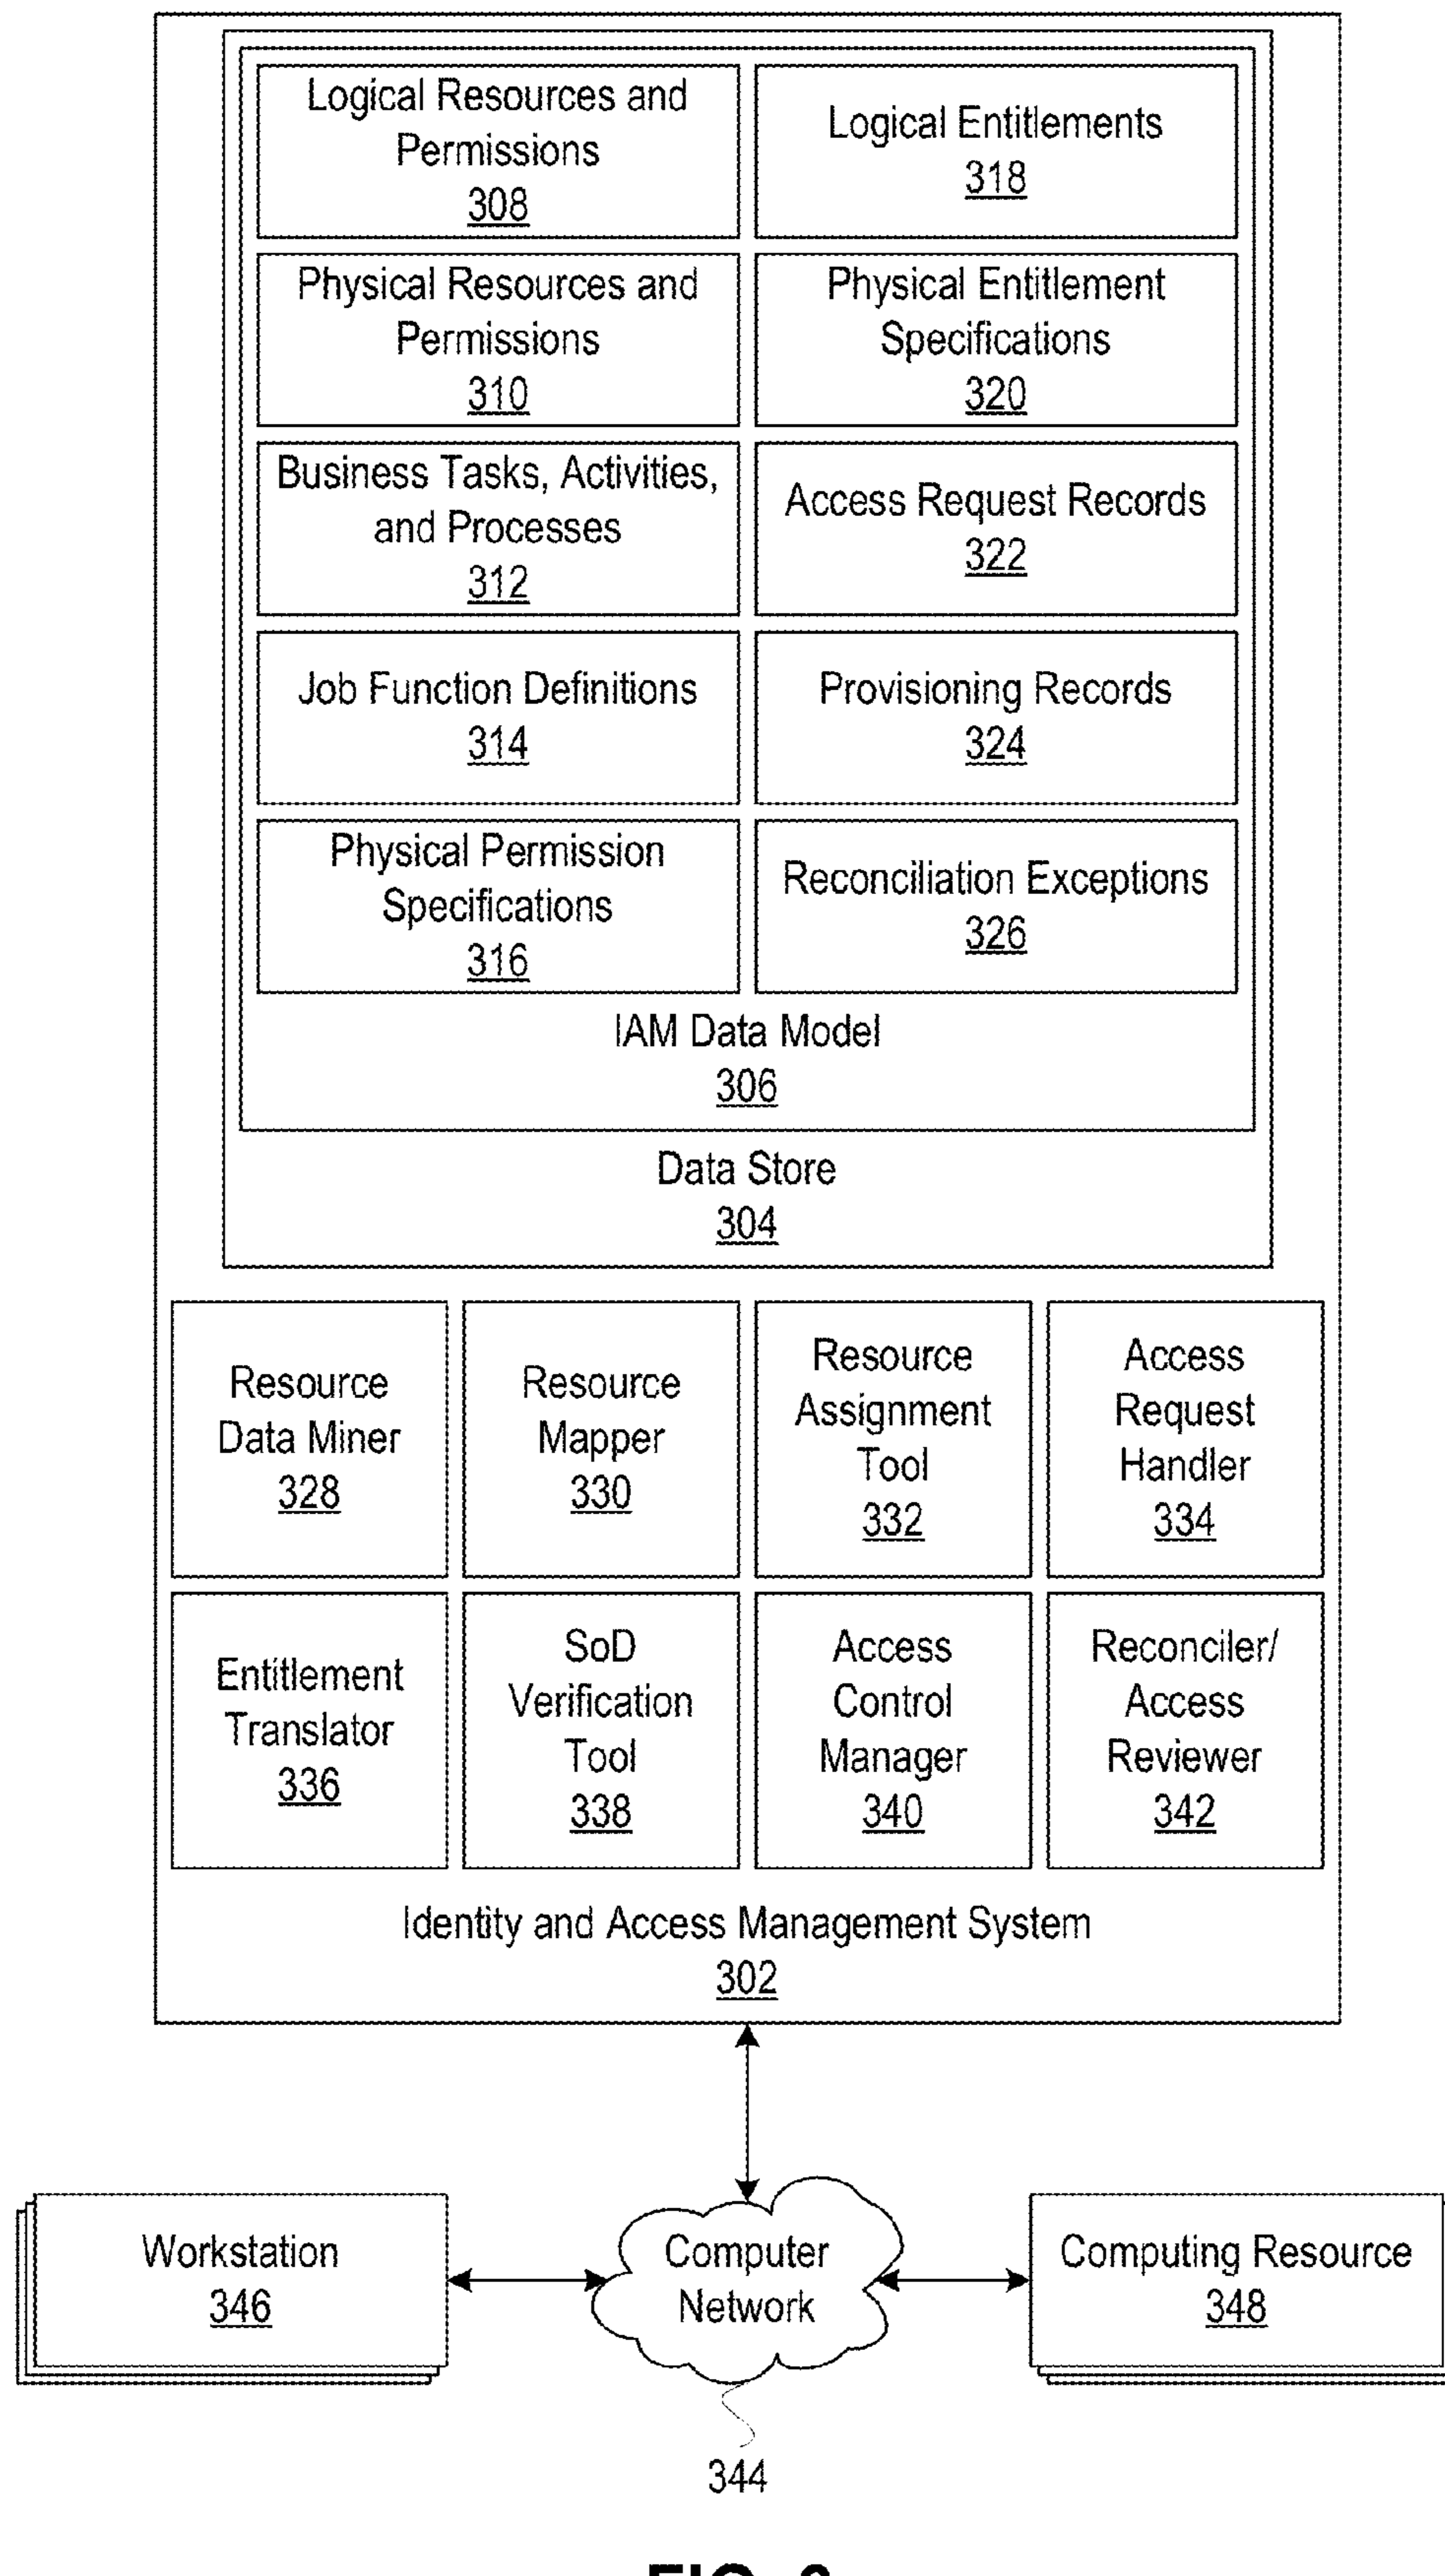 Logical Resources and
Permissions
308
Logical Entitlements
318
Physical Resources and
Permissions
310
Physical Entitlement
Specifications
320
Business Tasks, Activities,
and Processes
312
Access Request Records
322
Job Function Definitions
314
Provisioning Records
324
Physical Permission
Specifications
316
Reconciliation Exceptions
326
IAM Data Model
306
Data Store
304
Resource
Data Miner
328
Resource
Mapper
330
Resource
Assignment
Tool
332
Access
Request
Handler
334
Entitlement
Translator
336
SoD
Verification
Tool
338
Access
Control
Manager
340
Reconciler/
Access
Reviewer
342
Identity and Access Management System
302
Workstation
346
Computer
Network
Computing Resource
348
344
FIG.